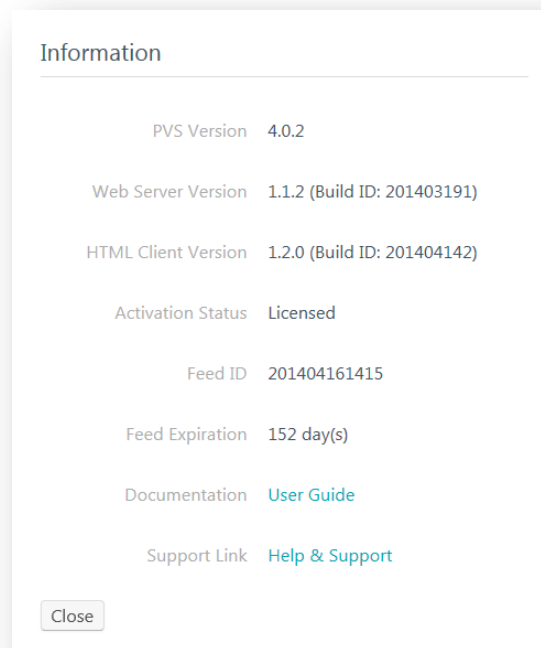 Information
PVS Version 4.0.2
Web Server Version 1.1.2 (Build ID: 201403191)
HTML Client Version 1.2.0 (Build ID: 201404142)
Activation Status Licensed
Feed ID 201404161415
Feed Expiration 152 day(s)
Documentation User Guide
Support Link Help & Support
Close